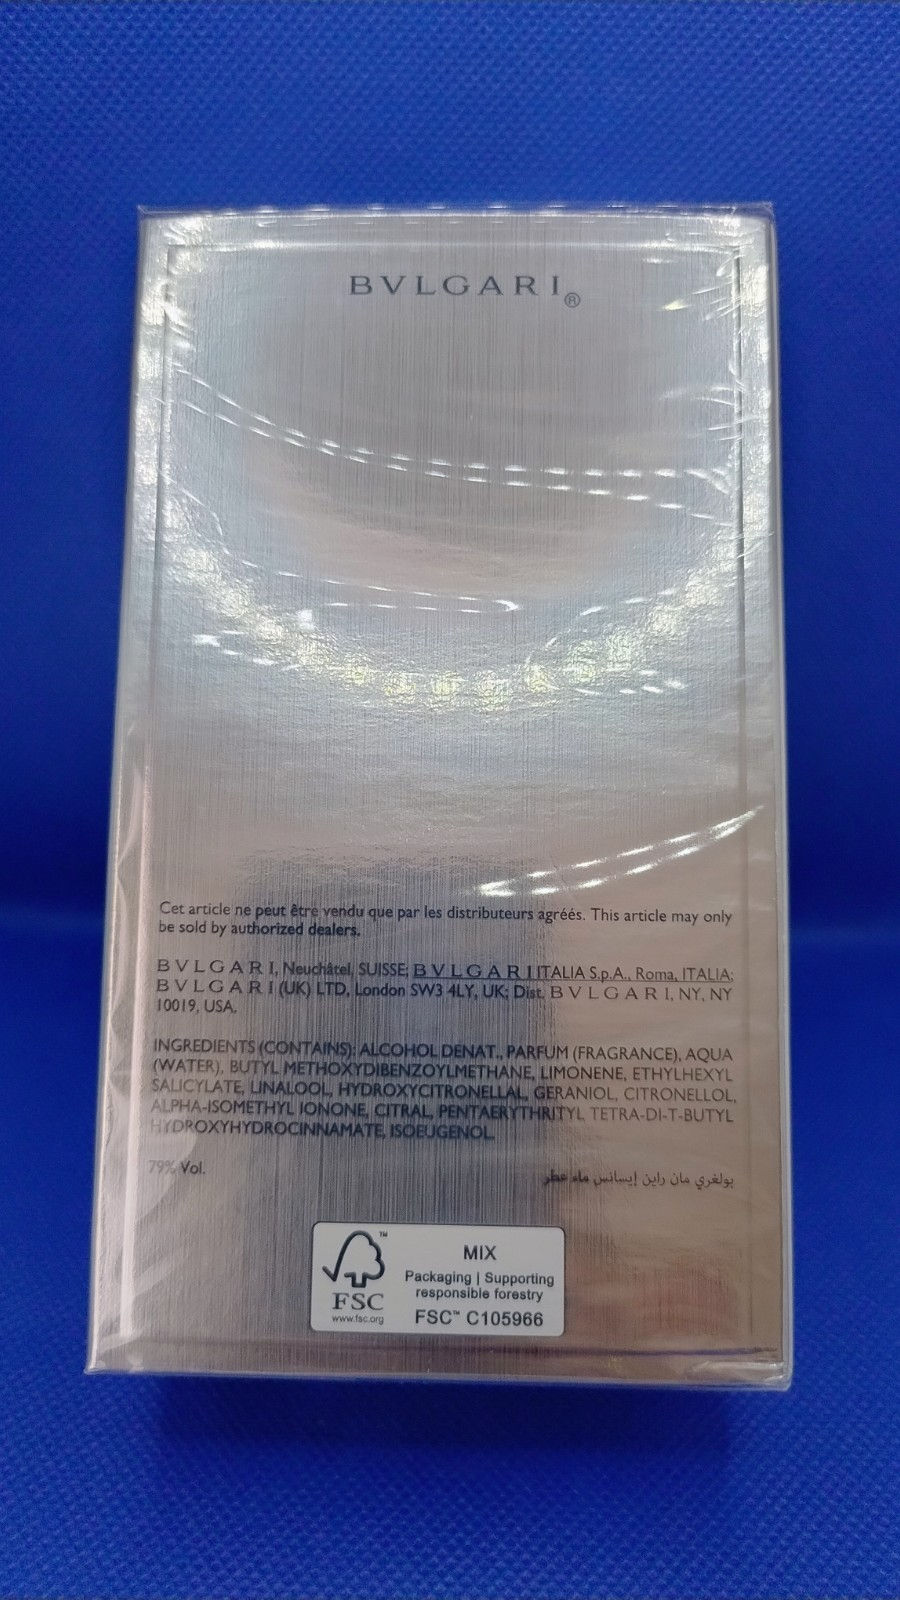 BVLGARI®
Cet article ne peut être vendu que par les distributeurs agréés. This article may only
be sold by authorized dealers.
BVLGARI, Neuchâtel, SUISSE; BVLGARI ITALIA S.p.A., Roma, ITALIA;
BVLGARI (UK) LTD, London SW3 4LY, UK; Dist. BVLGARI, NY, NY
10019, USA.
INGREDIENTS (CONTAINS): ALCOHOL DENAT., PARFUM (FRAGRANCE), AQUA
(WATER), BUTYL METHOXYDIBENZOYLMETHANE, LIMONENE, ETHYLHEXYL
SALICYLATE, LINALOOL, HYDROXYCITRONELLAL, GERANIOL, CITRONELLOL,
ALPHA-ISOMETHYL IONONE, CITRAL, PENTAERYTHRITYL TETRA-DI-T-BUTYL
HYDROXYHYDROCINNAMATE, ISOEUGENOL.
79% Vol.
بولغري مان راين إيسانس ماء عطر
FSC™
www.fsc.org
MIX
Packaging | Supporting
responsible forestry
FSC™ C105966